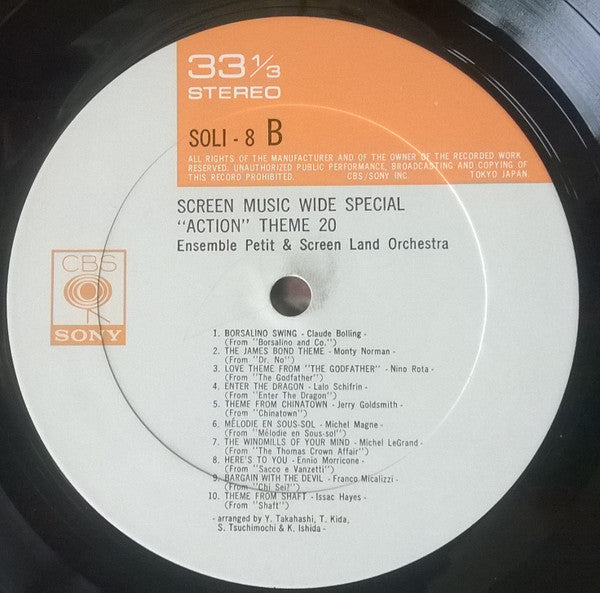 33 1/3
STEREO
SOLI - 8 B
ALL RIGHTS OF THE MANUFACTURER AND OF THE OWNER OF THE RECORDED WORK
RESERVED. UNAUTHORIZED PUBLIC PERFORMANCE, BROADCASTING AND COPYING OF
THIS RECORD PROHIBITED. CBS/SONY INC. TOKYO JAPAN.
SCREEN MUSIC WIDE SPECIAL
"ACTION" THEME 20
Ensemble Petit & Screen Land Orchestra
CBS
SONY
1. BORSALINO SWING - Claude Bolling -
(From "Borsalino and Co.")
2. THE JAMES BOND THEME - Monty Norman -
(From "Dr. No")
3. LOVE THEME FROM "THE GODFATHER" - Nino Rota -
(From "The Godfather")
4. ENTER THE DRAGON - Lalo Schifrin -
(From "Enter The Dragon")
5. THEME FROM CHINATOWN - Jerry Goldsmith -
(From "Chinatown")
6. MÉLODIE EN SOUS-SOL - Michel Magne -
(From "Mélodie en Sous-sol")
7. THE WINDMILLS OF YOUR MIND - Michel LeGrand -
(From "The Thomas Crown Affair")
8. HERE'S TO YOU - Ennio Morricone -
(From "Sacco e Vanzetti")
9. BARGAIN WITH THE DEVIL - Franco Micalizzi -
(From "Chi Sei?")
10. THEME FROM SHAFT - Issac Hayes -
(From "Shaft")
- arranged by Y. Takahashi, T. Kida,
S. Tsuchimochi & K. Ishida -